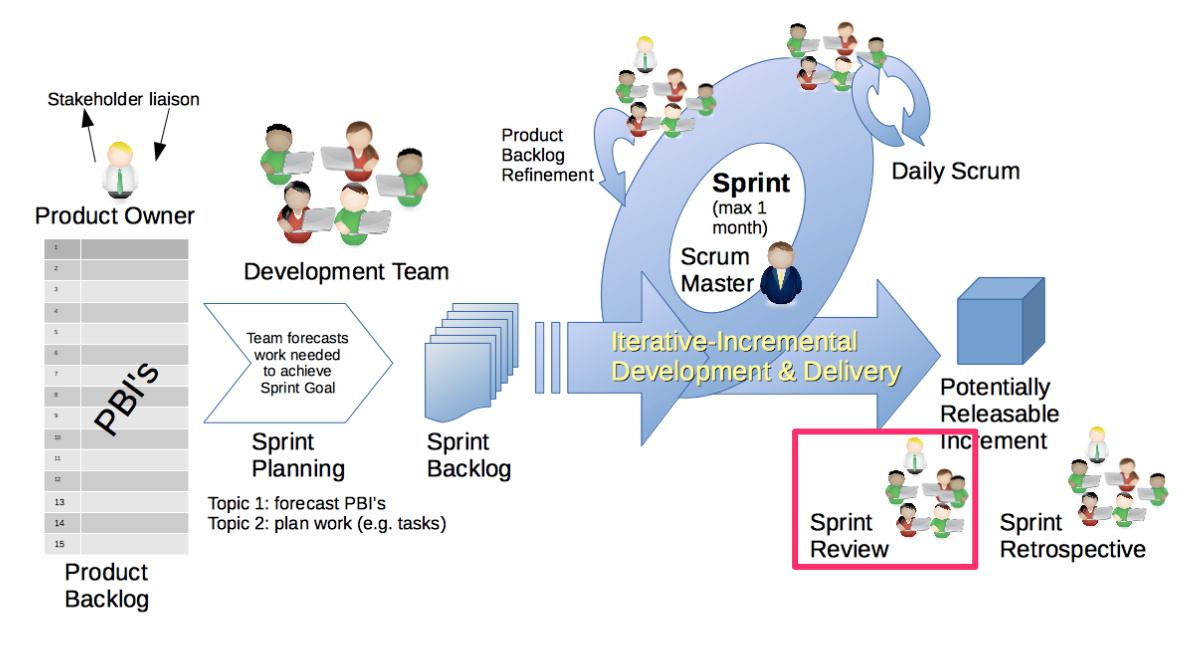 Stakeholder liaison
Product Owner
1
2
3
4
5
6
7
8
9
10
11
12
13
14
15
PBI's
Product
Backlog
Development Team
Team forecasts
work needed
to achieve
Sprint Goal
Sprint
Planning
Topic 1: forecast PBI's
Topic 2: plan work (e.g. tasks)
Sprint
Backlog
Product
Backlog
Refinement
Sprint
(max 1
month)
Scrum
Master
Daily Scrum
Iterative-Incremental
Development & Delivery
Potentially
Releasable
Increment
Sprint
Review
Sprint
Retrospective